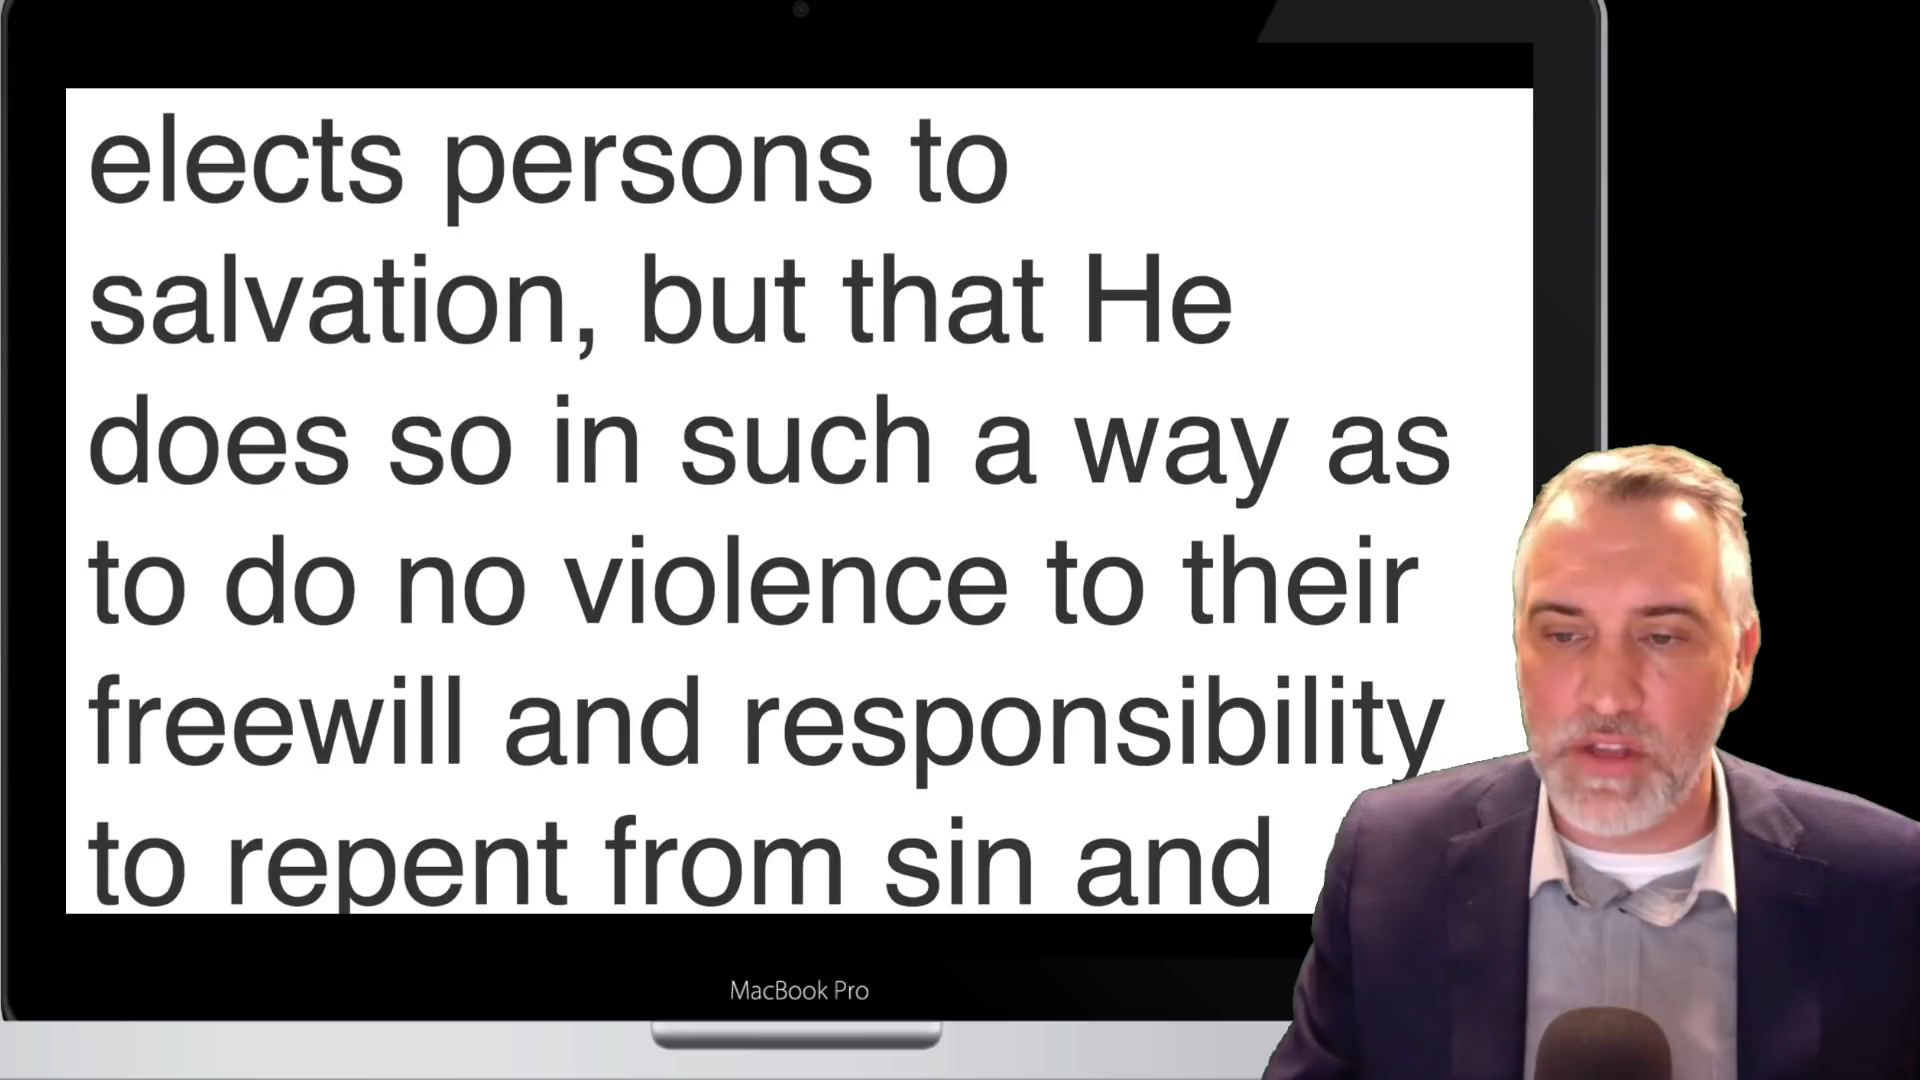 elects persons to
salvation, but that He
does so in such a way as
to do no violence to their
freewill and responsibility
to repent from sin and
MacBook Pro